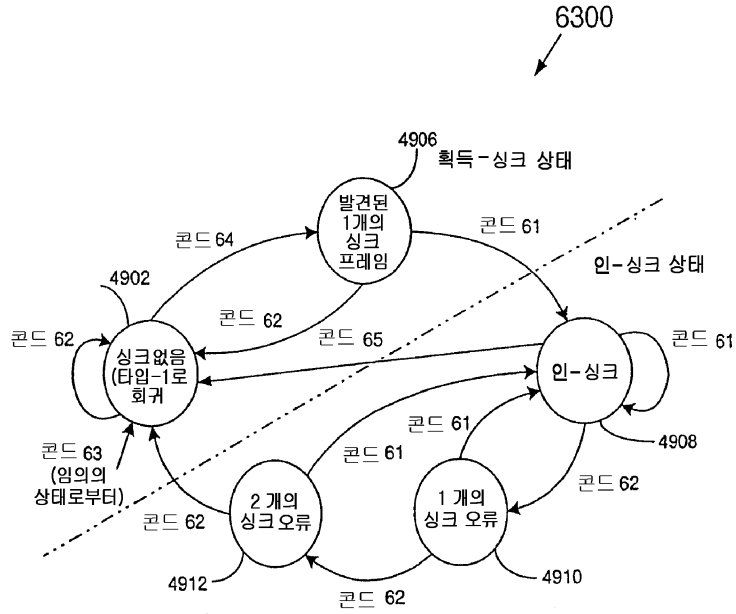 6300
4906
획득-싱크 상태
발견된
1개의
싱크
프레임
콘드 64
콘드 61
4902
인-싱크 상태
콘드 62
콘드 62
콘드 65
콘드 61
싱크없음
(타입-1로
회귀
인-싱크
콘드 63
(임의의
상태로부터)
콘드 61
콘드 61
4908
콘드 62
2 개의
싱크 오류
1 개의
싱크 오류
콘드 62
콘드 62
4912
4910